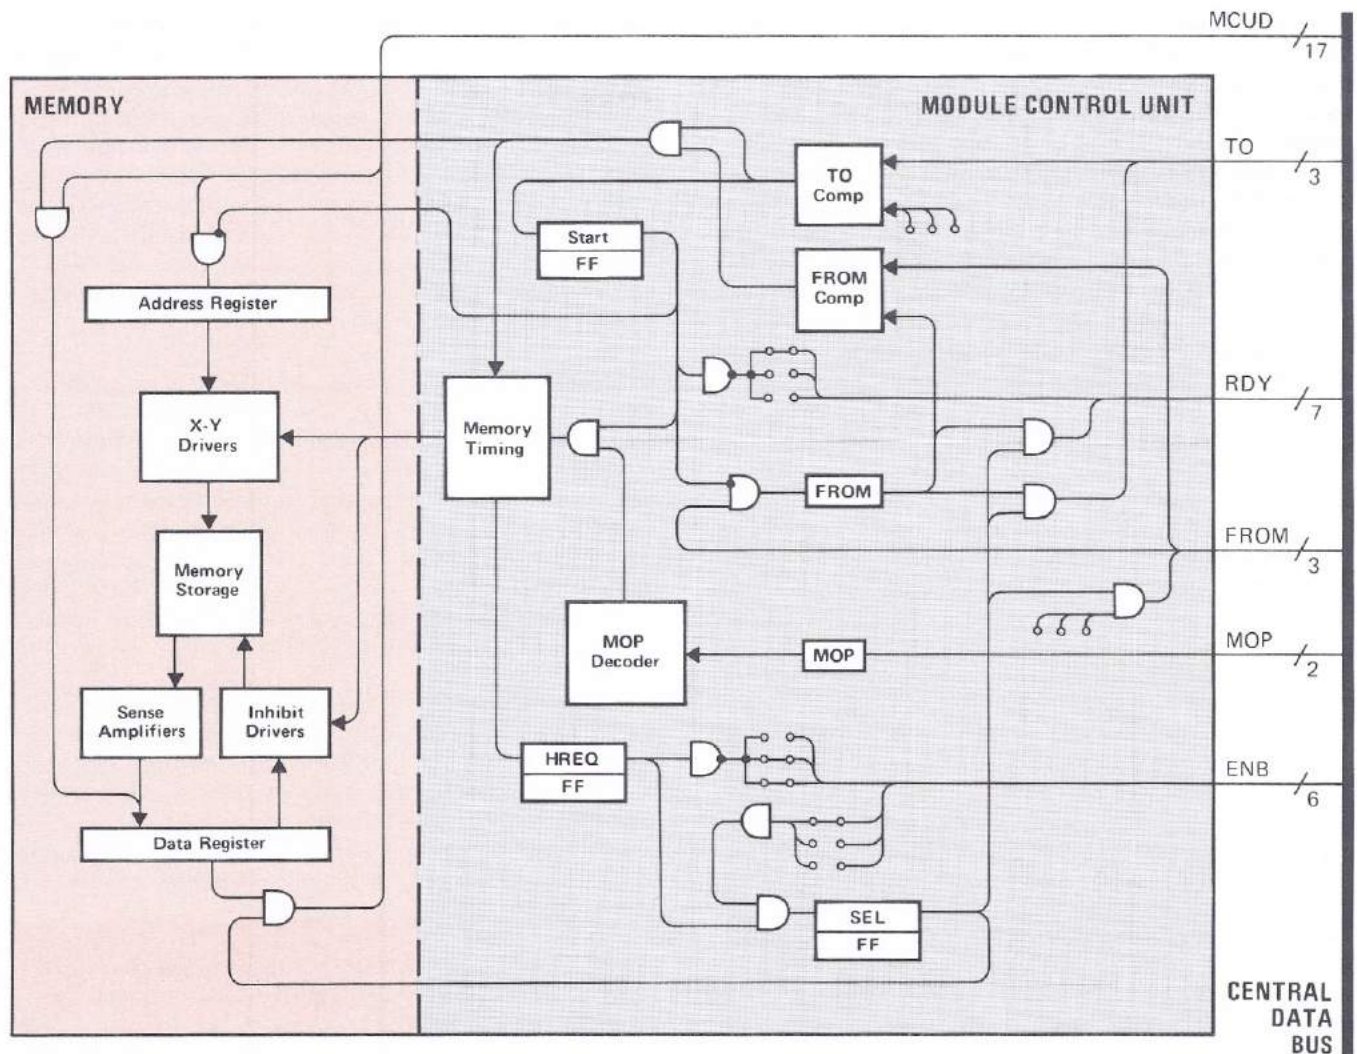 MCUD
17
MEMORY
MODULE CONTROL UNIT
TO
3
TO
Comp
Start
FF
FROM
Comp
Address Register
RDY
7
X-Y
Drivers
Memory
Timing
FROM
FROM
3
Memory
Storage
MOP
Decoder
MOP
MOP
2
Sense
Amplifiers
Inhibit
Drivers
HREQ
FF
ENB
6
Data Register
SEL
FF
CENTRAL
DATA
BUS